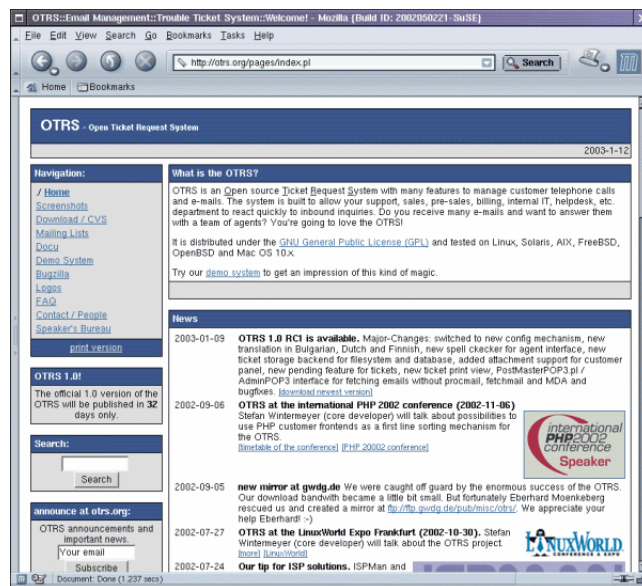 OTRS::Email Management::Trouble Ticket System::Welcome! - Mozilla {Build ID: 2002050221-SuSE}
File Edit View Search Go Bookmarks Tasks Help
http://otrs.org/pages/index.pl
Search
Home Bookmarks
OTRS - Open Ticket Request System
2003-1-12
Navigation:
/ Home
Screenshots
Download / CVS
Mailing Lists
Docu
Demo System
Bugzilla
Logos
FAQ
Contact / People
Speaker's Bureau
print version
OTRS 1.0!
The official 1.0 version of the
OTRS will be published in 32
days only.
Search:
Search
announce at otrs.org:
OTRS announcements and
important news.
Your email
Subscribe
What is the OTRS?
OTRS is an Open source Ticket Request System with many features to manage customer telephone calls
and e-mails. The system is built to allow your support, sales, pre-sales, billing, internal IT, helpdesk, etc.
department to react quickly to inbound inquiries. Do you receive many e-mails and want to answer them
with a team of agents? You're going to love the OTRS!
It is distributed under the GNU General Public License (GPL) and tested on Linux, Solaris, AIX, FreeBSD,
OpenBSD and Mac OS 10.x.
Try our demo system to get an impression of this kind of magic.
News
2003-01-09 OTRS 1.0 RC1 is available. Major-Changes: switched to new config mechanism, new
translation in Bulgarian, Dutch and Finnish, new spell ckecker for agent interface, new
ticket storage backend for filesystem and database, added attachment support for customer
panel, new pending feature for tickets, new ticket print view, PostMasterPOP3.pl /
AdminPOP3 interface for fetching emails without procmail, fetchmail and MDA and
bugfixes. [download newest version]
2002-09-06 OTRS at the international PHP 2002 conference (2002-11-06)
Stefan Wintermeyer (core developer) will talk about possibilities to
use PHP customer frontends as a first line sorting mechanism for
the OTRS.
[timetable of the conference] [PHP 20002 conference]
international
PHP2002
conference
Speaker
2002-09-05 new mirror at gwdg.de We were caught off guard by the enormous success of the OTRS.
Our download bandwith became a little bit small. But fortunately Eberhard Moenkeberg
rescued us and created a mirror at ftp://ftp.gwdg.de/pub/misc/otrs/. We appreciate your
help Eberhard! :-)
2002-07-27 OTRS at the LinuxWorld Expo Frankfurt (2002-10-30). Stefan
Wintermeyer (core developer) will talk about the OTRS project.
[more] [LinuxWorld]
LINUXWORLD
CONFERENCE & EXPO
2002-07-24 Our tip for ISP solutions. ISPMan and
Document: Done (1.237 secs)